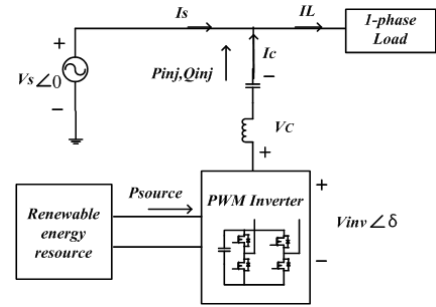 Is
IL
1-phase
Load
+
Ic
Vs∠0
Pinj,Qinj
−
−
VC
+
Psource
Renewable
energy
resource
PWM Inverter
+
Vinv∠δ
−